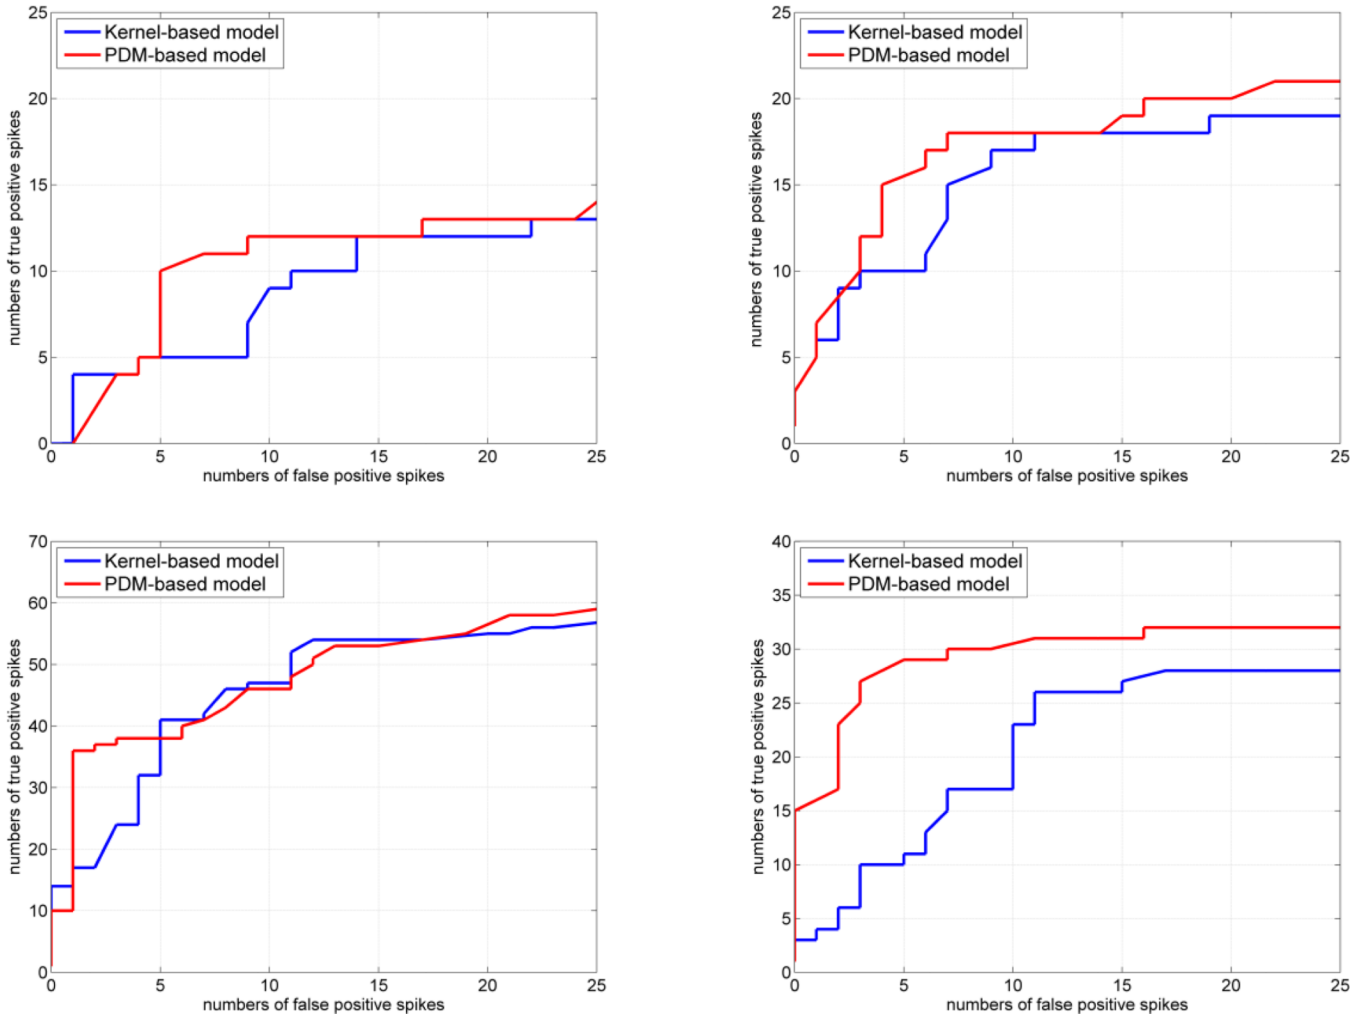 25
20
15
10
5
0
numbers of true positive spikes
Kernel-based model
PDM-based model
0 5 10 15 20 25
numbers of false positive spikes
25
20
15
10
5
0
numbers of true positive spikes
Kernel-based model
PDM-based model
0 5 10 15 20 25
numbers of false positive spikes
70
60
50
40
30
20
10
0
numbers of true positive spikes
Kernel-based model
PDM-based model
0 5 10 15 20 25
numbers of false positive spikes
40
35
30
25
20
15
10
5
0
numbers of true positive spikes
Kernel-based model
PDM-based model
0 5 10 15 20 25
numbers of false positive spikes